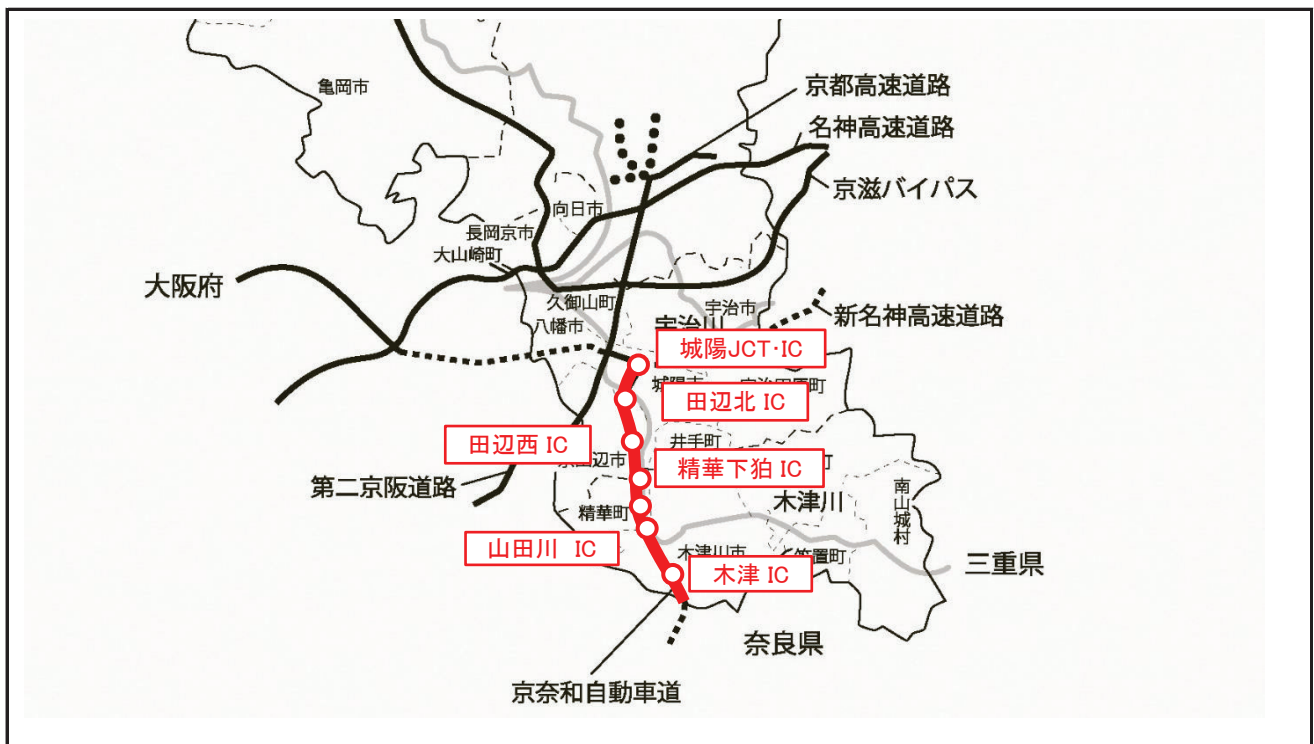 京都高速道路
亀岡市
名神高速道路
京滋バイパス
向日市
長岡京市
大山崎町
大阪府
久御山町
宇治市
八幡市
宇治川
新名神高速道路
城陽JCT・IC
田辺北 IC
田辺西 IC
井手町
精華下狛 IC
第二京阪道路
精華町
木津川
南山城村
山田川 IC
木津川市
笠置町
三重県
木津 IC
奈良県
京奈和自動車道